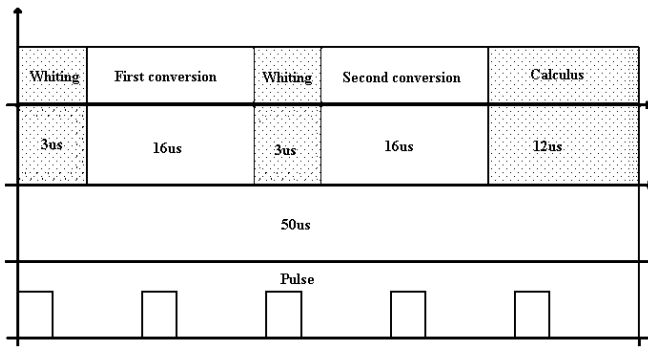 Whiting First conversion Whiting Second conversion Calculus
3us 16us 3us 16us 12us
50us
Pulse